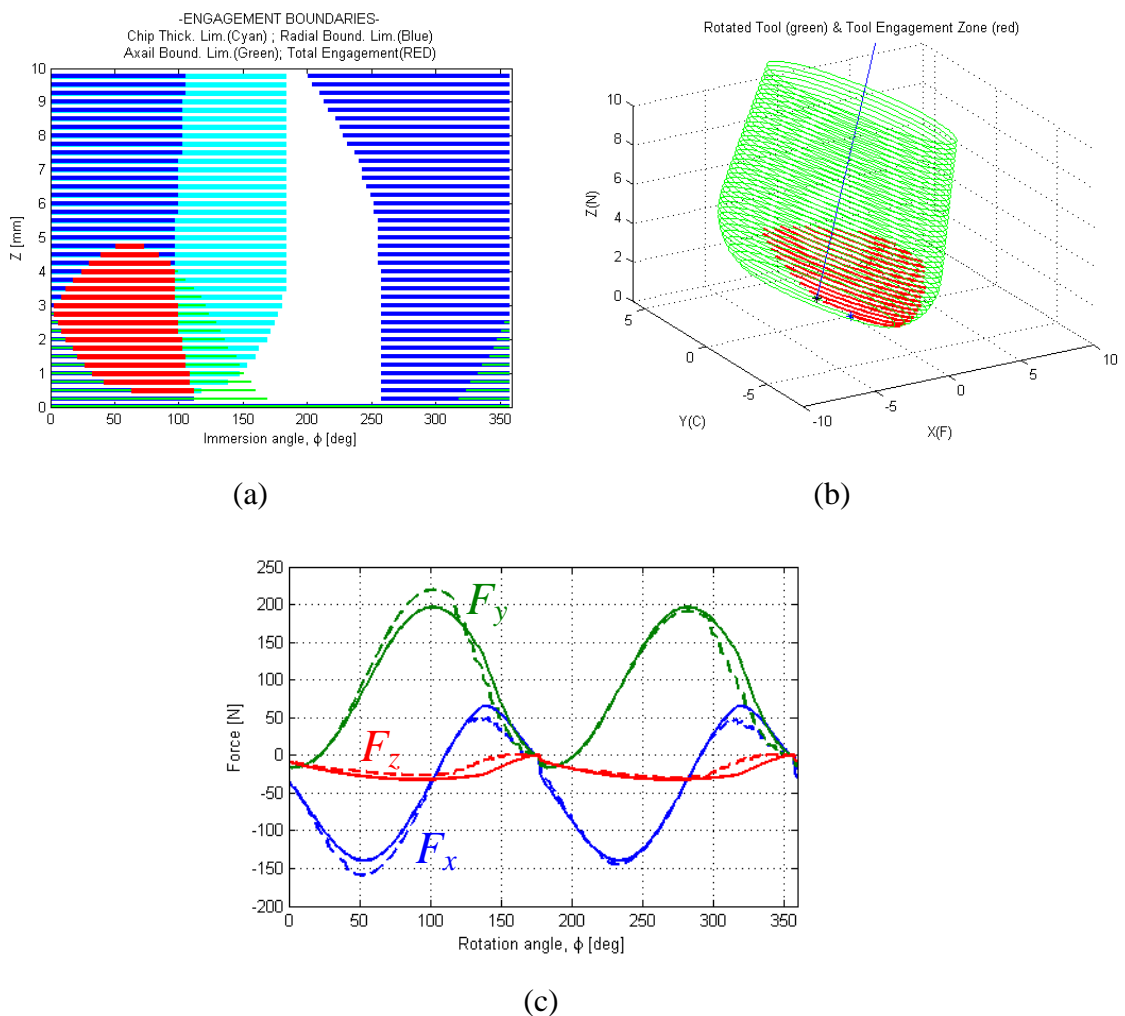 -ENGAGEMENT BOUNDARIES-
Chip Thick. Lim.(Cyan) ; Radial Bound. Lim.(Blue)
Axail Bound. Lim.(Green); Total Engagement(RED)
10
9
8
7
6
5
4
3
2
1
0
Z [mm]
0 50 100 150 200 250 300 350
Immersion angle, ϕ [deg]
(a)
Rotated Tool (green) & Tool Engagement Zone (red)
10
8
6
4
2
0
Z(N)
5
0
-5
Y(C)
-10
-5
0
5
10
X(F)
(b)
250
200
150
100
50
0
-50
-100
-150
-200
Force [N]
Fy
Fz
Fx
0 50 100 150 200 250 300 350
Rotation angle, ϕ [deg]
(c)